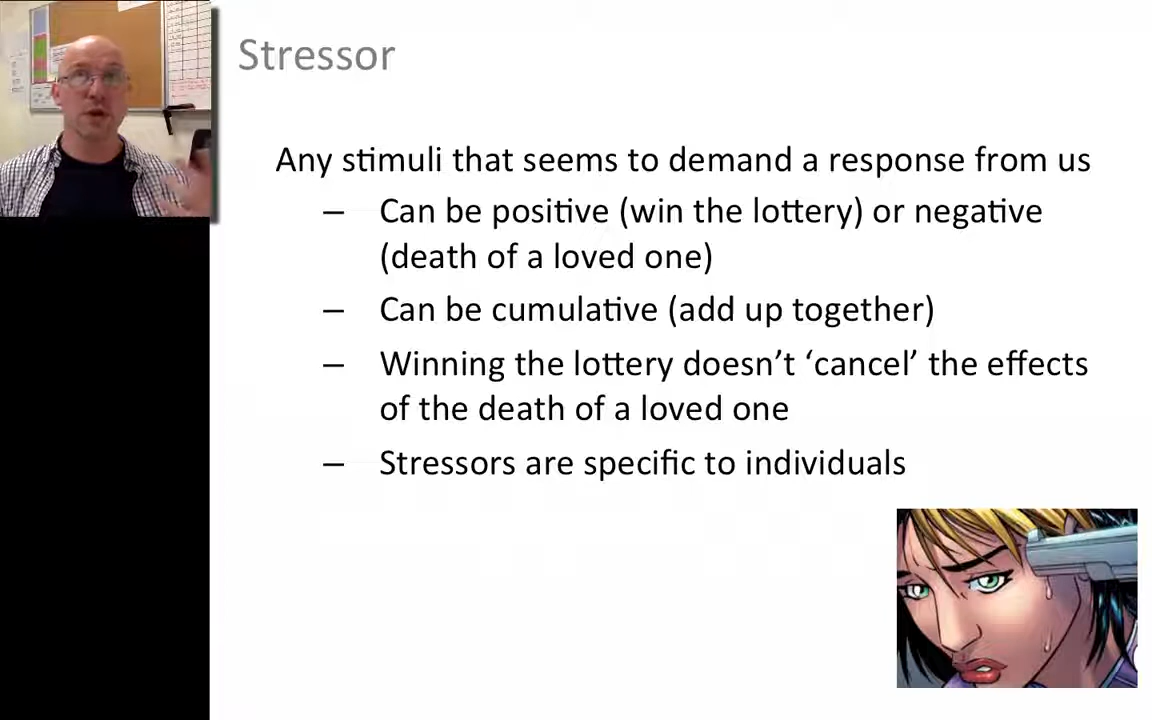 Stressor
Any stimuli that seems to demand a response from us
– Can be positive (win the lottery) or negative
(death of a loved one)
– Can be cumulative (add up together)
– Winning the lottery doesn’t ‘cancel’ the effects
of the death of a loved one
– Stressors are specific to individuals